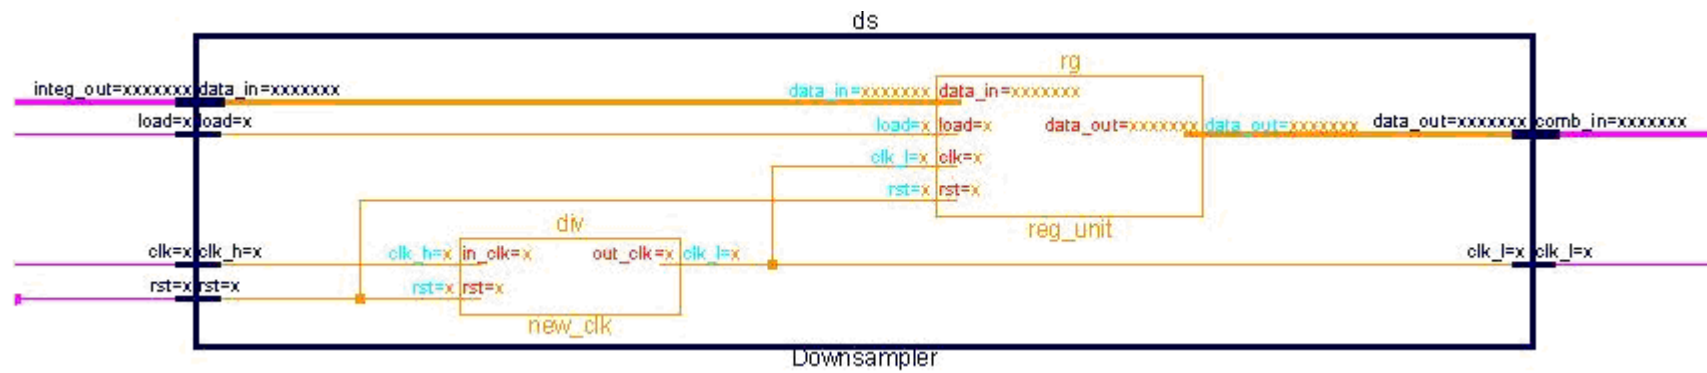 ds
rg
integ_out=xxxxxxx data_in=xxxxxxx data_in=xxxxxxx data_in=xxxxxxx
load=x load=x load=x load=x data_out=xxxxxxx data_out=xxxxxxx data_out=xxxxxxx comb_in=xxxxxxx
clk_l=x clk=x
rst=x rst=x
div
reg_unit
clk=x clk_h=x clk_h=x in_clk=x out_clk=x clk_l=x clk_l=x clk_l=x
rst=x rst=x rst=x rst=x
new_clk
Downsampler